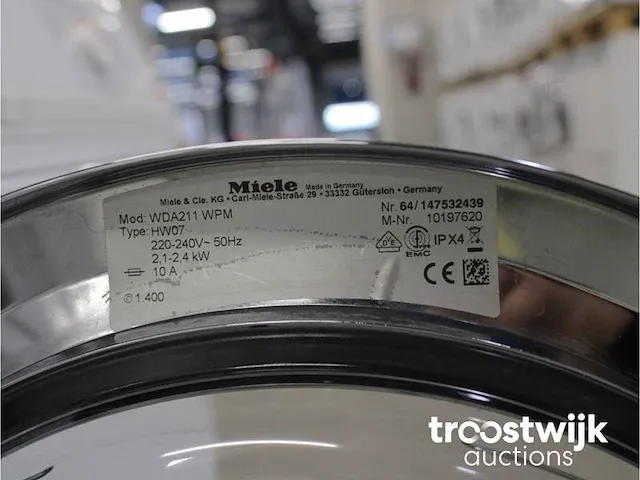 Miele Made in Germany
Miele & Cie. KG • Carl-Miele-Straße 29 • 33332 Gütersloh • Germany
Mod: WDA211 WPM
Type: HW07
220-240V~ 50Hz
2,1-2,4 kW
10 A
1.400
Nr. 64/ 147532439
M-Nr. 10197620
IPX4
EMC
CE
troostwijk
auctions